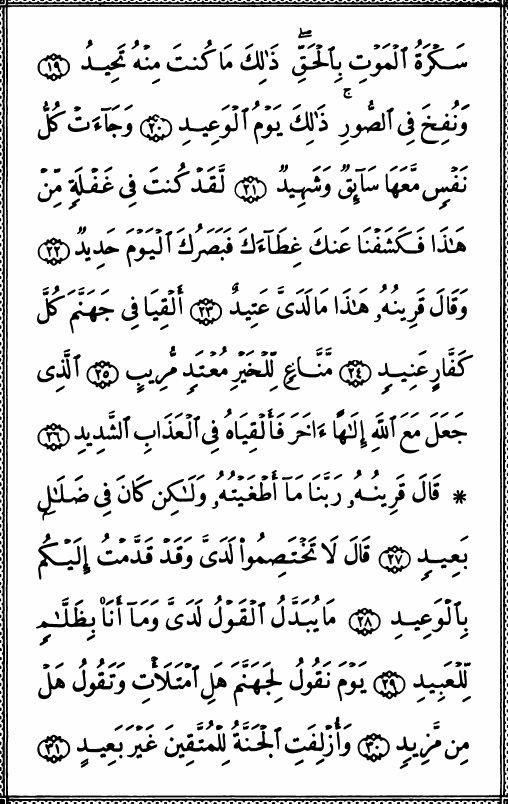 سَكْرَةُ ٱلْمَوْتِ بِٱلْحَقِّ ۖ ذَٰلِكَ مَا كُنتَ مِنْهُ تَحِيدُ ١٩
وَنُفِخَ فِى ٱلصُّورِ ۚ ذَٰلِكَ يَوْمُ ٱلْوَعِيدِ ٢٠ وَجَآءَتْ كُلُّ
نَفْسٍ مَّعَهَا سَآئِقٌ وَشَهِيدٌ ٢١ لَّقَدْ كُنتَ فِى غَفْلَةٍ مِّنْ
هَٰذَا فَكَشَفْنَا عَنكَ غِطَآءَكَ فَبَصَرُكَ ٱلْيَوْمَ حَدِيدٌ ٢٢
وَقَالَ قَرِينُهُۥ هَٰذَا مَا لَدَىَّ عَتِيدٌ ٢٣ أَلْقِيَا فِى جَهَنَّمَ كُلَّ
كَفَّارٍ عَنِيدٍ ٢٤ مَّنَّاعٍ لِّلْخَيْرِ مُعْتَدٍ مُّرِيبٍ ٢٥ ٱلَّذِى
جَعَلَ مَعَ ٱللَّهِ إِلَٰهًا ءَاخَرَ فَأَلْقِيَاهُ فِى ٱلْعَذَابِ ٱلشَّدِيدِ ٢٦
* قَالَ قَرِينُهُۥ رَبَّنَا مَآ أَطْغَيْتُهُۥ وَلَٰكِن كَانَ فِى ضَلَٰلٍۭ
بَعِيدٍ ٢٧ قَالَ لَا تَخْتَصِمُوا۟ لَدَىَّ وَقَدْ قَدَّمْتُ إِلَيْكُم
بِٱلْوَعِيدِ ٢٨ مَا يُبَدَّلُ ٱلْقَوْلُ لَدَىَّ وَمَآ أَنَا۠ بِظَلَّٰمٍ
لِّلْعَبِيدِ ٢٩ يَوْمَ نَقُولُ لِجَهَنَّمَ هَلِ ٱمْتَلَأْتِ وَتَقُولُ هَلْ
مِن مَّزِيدٍ ٣٠ وَأُزْلِفَتِ ٱلْجَنَّةُ لِلْمُتَّقِينَ غَيْرَ بَعِيدٍ ٣١